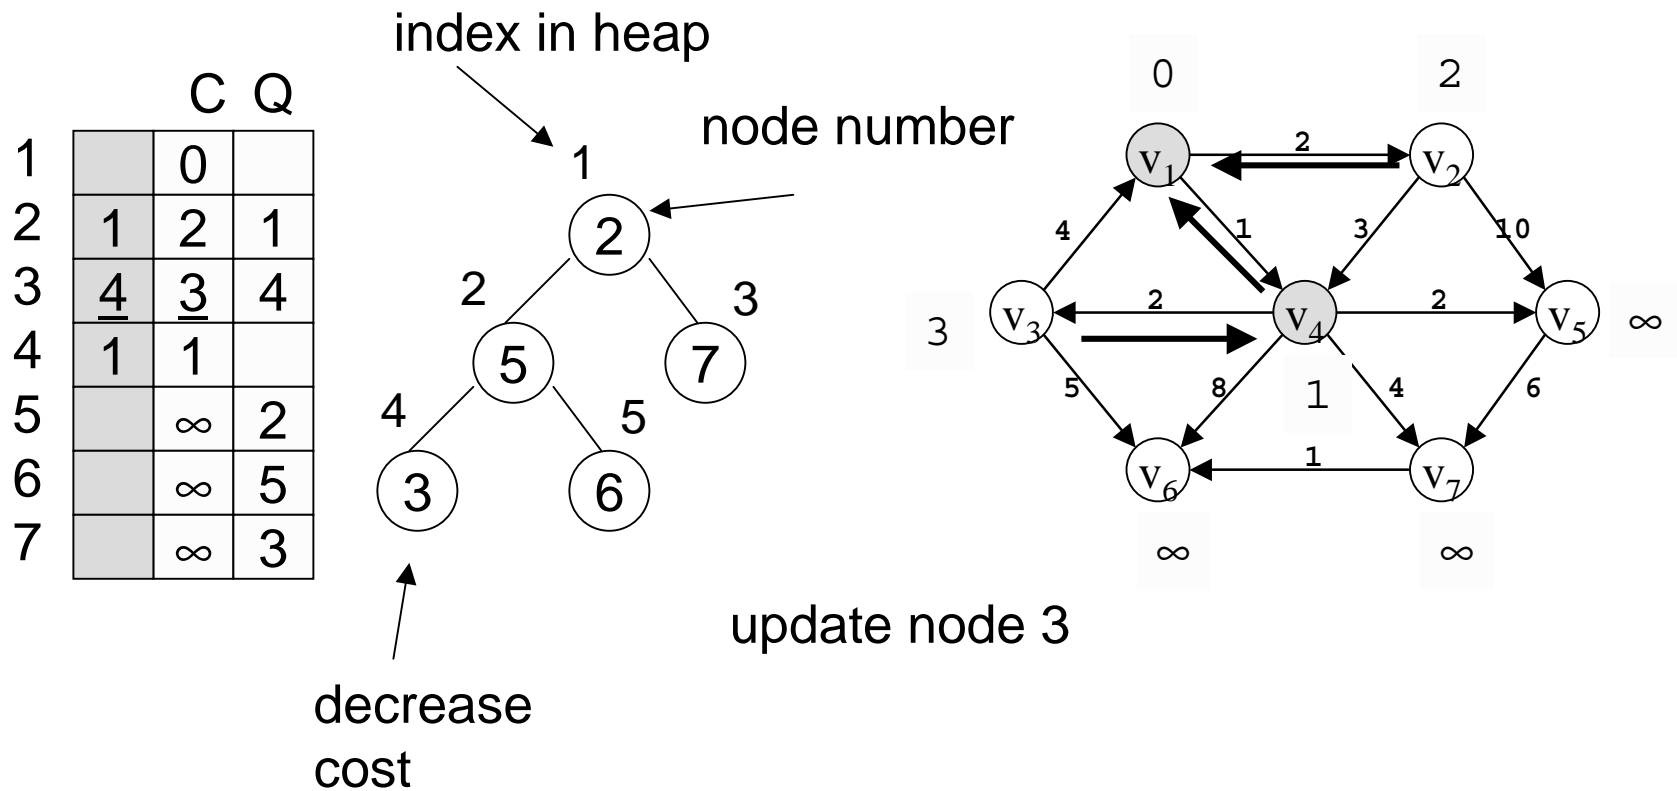 index in heap
C Q
node number
1 0
2 1 2 1
3 4 3 4
4 1 1
5 ∞ 2
6 ∞ 5
7 ∞ 3
1
2
2 3
5 7
4 5
3 6
decrease
cost
update node 3
0 2
v1 2 v2
4 1 3 10
3 v3 2 v4 2 v5 ∞
5 8 1 4 6
v6 1 v7
∞ ∞